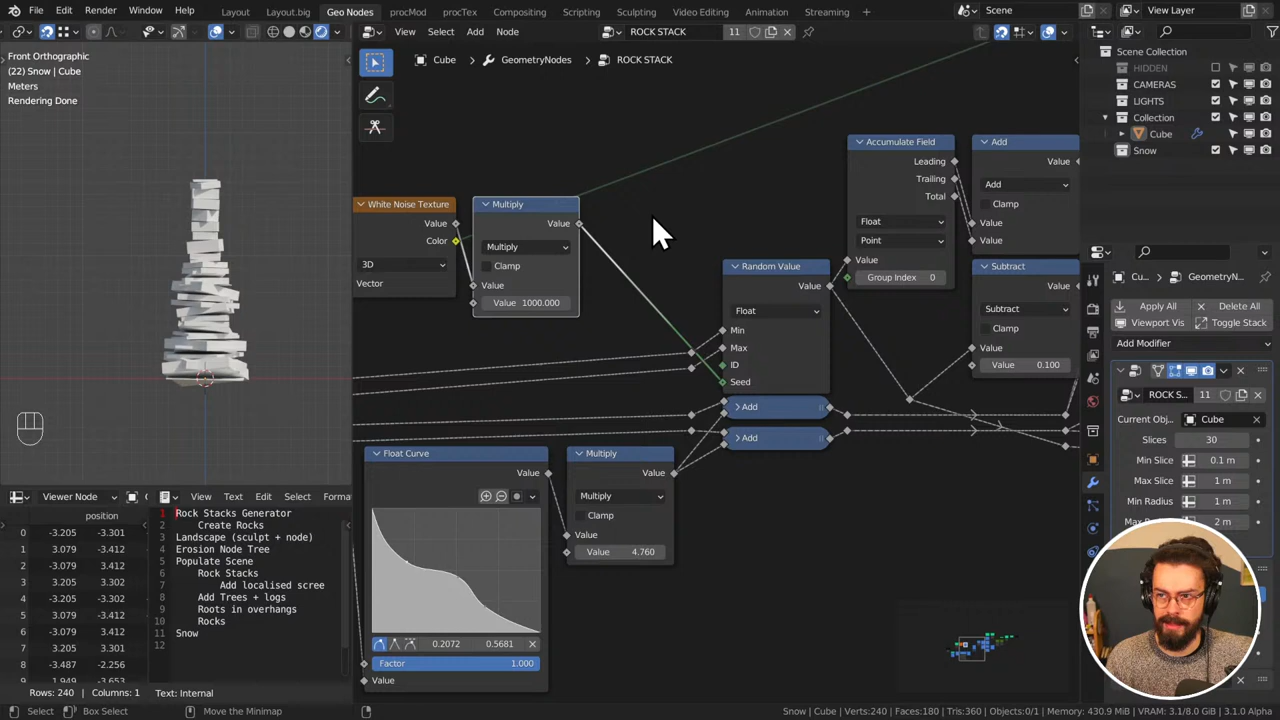 File Edit Render Window Help Layout Layout.big Geo Nodes procMod procTex Compositing Scripting Sculpting Video Editing Animation Streaming Scene View Layer
View Select Add Node ROCK STACK 11
Front Orthographic
(22) Snow | Cube
Meters
Rendering Done
Cube GeometryNodes ROCK STACK
Scene Collection
HIDDEN
CAMERAS
LIGHTS
Collection
Cube
Snow
White Noise Texture
Value
Color
3D
Vector
Multiply
Value
Multiply
Clamp
Value
Value 1000.000
Random Value
Value
Float
Min
Max
ID
Seed
Add
Add
Accumulate Field
Leading
Trailing
Total
Float
Point
Value
Group Index 0
Add
Value
Add
Clamp
Value
Value
Subtract
Value
Subtract
Clamp
Value
Value 0.100
Float Curve
Value
0.2072 0.5681
Factor 1.000
Value
Multiply
Value
Multiply
Clamp
Value
Value 4.760
Cu... GeometryN...
Apply All Delete All
Viewport Vis Toggle Stack
Add Modifier
ROCK S... 11
Current Obj... Cube
Slices 30
Min Slice 0.1 m
Max Slice 1 m
Min Radius 1 m
2 m
Viewer Node
position
0 -3.205 -3.301
1 3.079 -3.412
2 3.205 3.302
3 3.205 3.302
4 -3.205 -3.301
5 3.079 -3.412
6 -3.079 3.412
7 3.205 3.301
8 -3.487 -2.256
9 1.949 -3.653
Rows: 240 | Columns: 1
View Text Edit Select Forma
1 Rock Stacks Generator
2 Create Rocks
3 Landscape (sculpt + node)
4 Erosion Node Tree
5 Populate Scene
6 Rock Stacks
7 Add localised scree
8 Add Trees + logs
9 Roots in overhangs
10 Rocks
11 Snow
12
Text: Internal
Select Box Select Move the Minimap Snow | Cube | Verts:240 | Faces:180 | Tris:360 | Objects:0/1 | Memory: 430.9 MiB | VRAM: 3.1/8.0 GiB | 3.1.0 Alpha